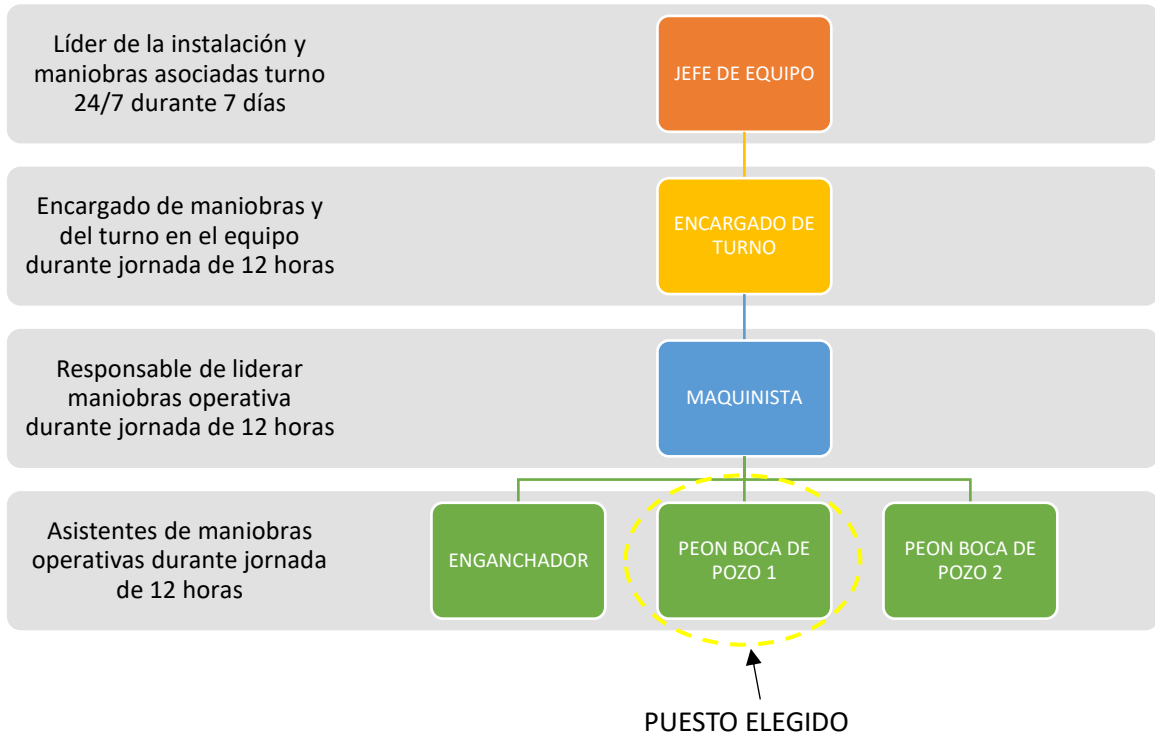 Líder de la instalación y
maniobras asociadas turno
24/7 durante 7 días
JEFE DE EQUIPO
Encargado de maniobras y
del turno en el equipo
durante jornada de 12 horas
ENCARGADO DE
TURNO
Responsable de liderar
maniobras operativa
durante jornada de 12 horas
MAQUINISTA
Asistentes de maniobras
operativas durante jornada
de 12 horas
ENGANCHADOR
PEON BOCA DE
POZO 1
PEON BOCA DE
POZO 2
PUESTO ELEGIDO